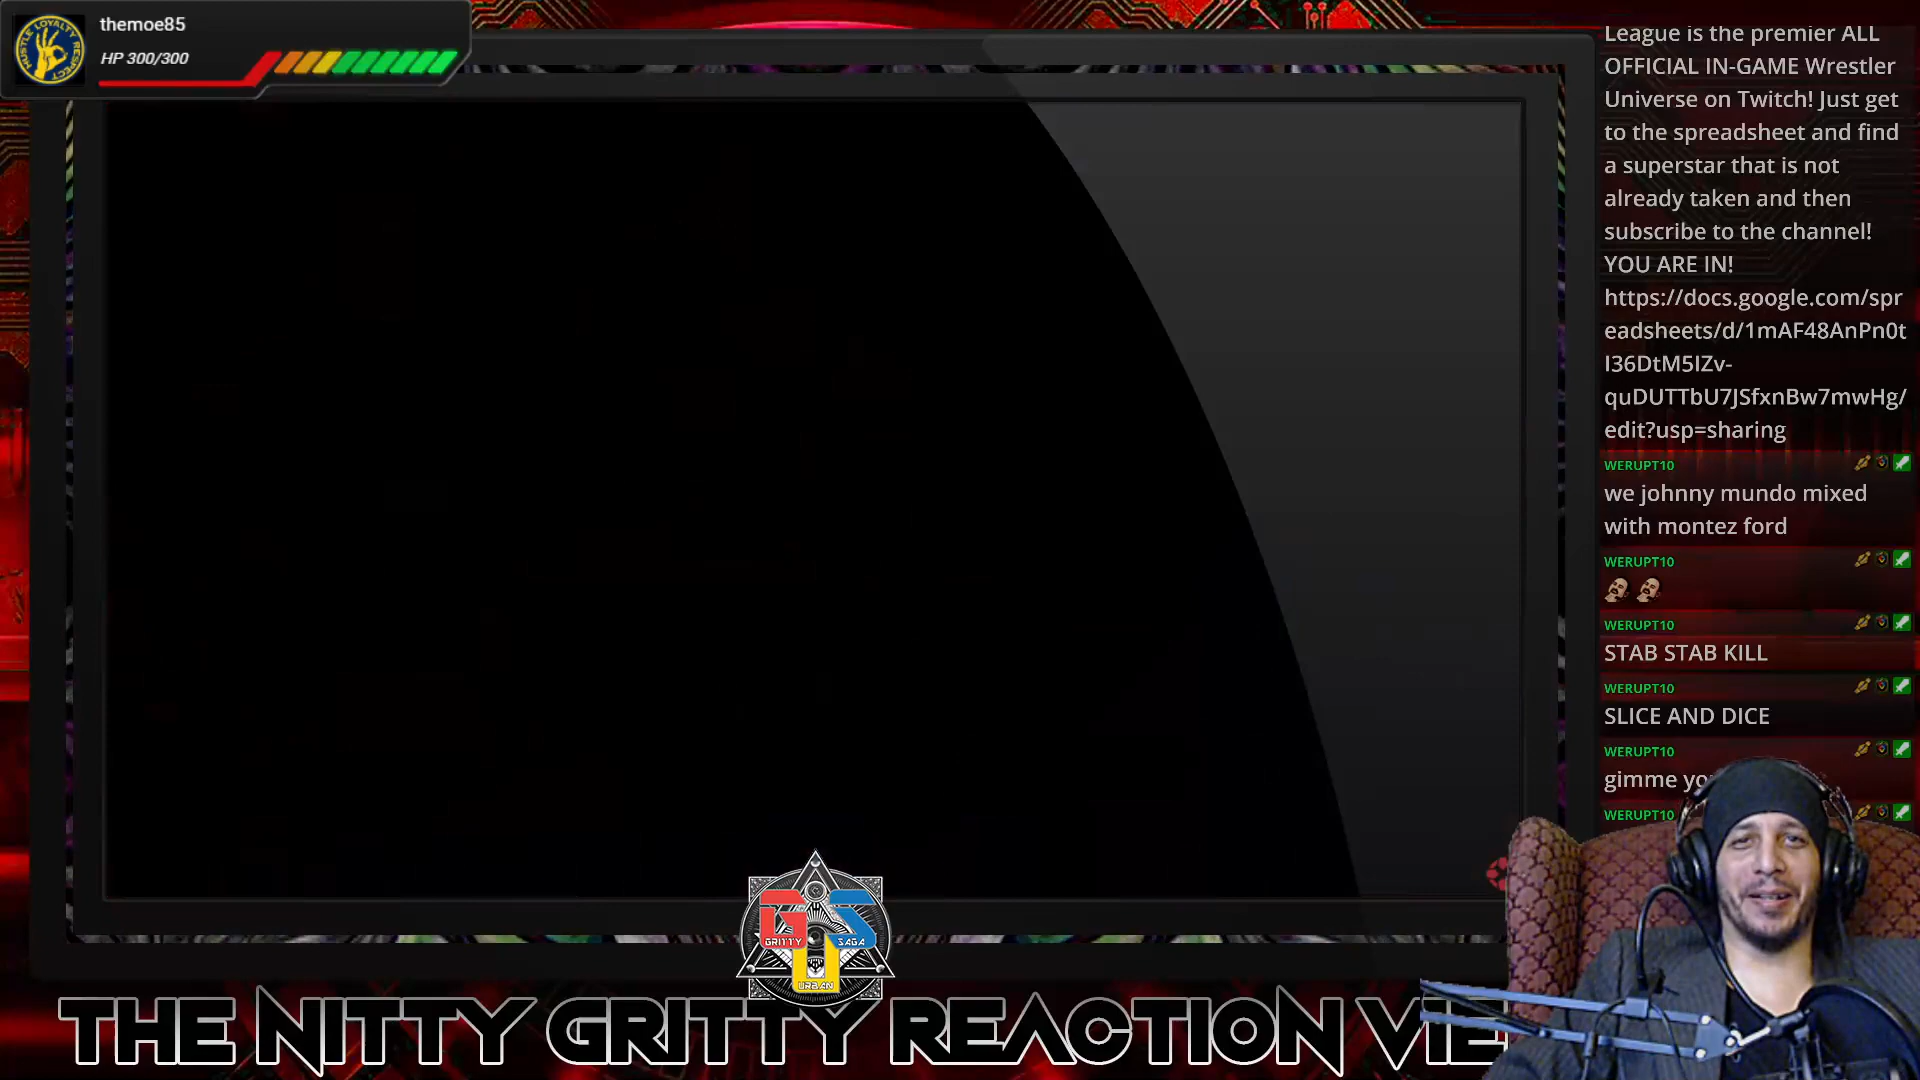 themoe85
HP 300/300
HUSTLE LOYALTY RESPECT
League is the premier ALL
OFFICIAL IN-GAME Wrestler
Universe on Twitch! Just get
to the spreadsheet and find
a superstar that is not
already taken and then
subscribe to the channel!
YOU ARE IN!
https://docs.google.com/spr
eadsheets/d/1mAF48AnPn0t
I36DtM5IZv-
quDUTTbU7JSfxnBw7mwHg/
edit?usp=sharing
WERUPT10
we johnny mundo mixed
with montez ford
WERUPT10
WERUPT10
STAB STAB KILL
WERUPT10
SLICE AND DICE
WERUPT10
gimme
WERUPT10
GUS
GRITTY
SAGA
URBAN
THE NITTY GRITTY REACTION VIE